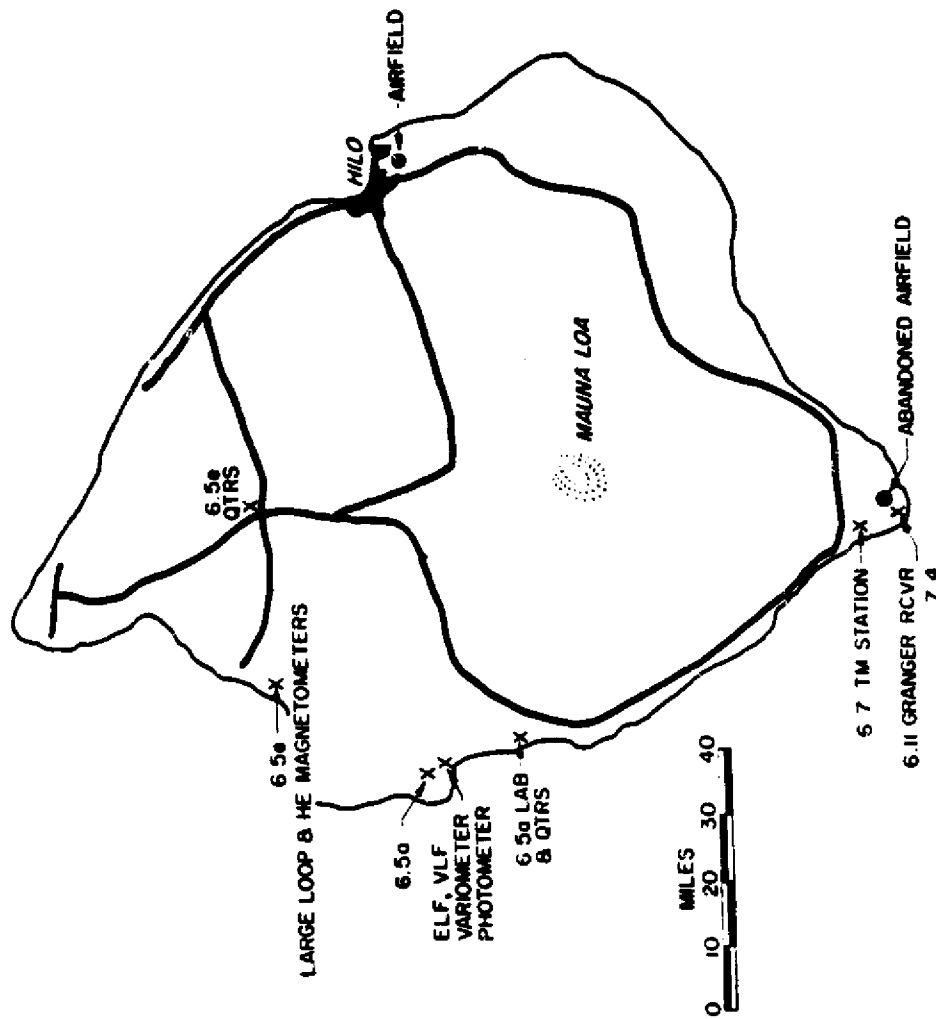 AIRFIELD
HILO
6.5e
QTRS
MAUNA LOA
6 5e
LARGE LOOP & HE MAGNETOMETERS
6.5a
ELF, VLF
VARIOMETER
PHOTOMETER
6 5a LAB
& QTRS
ABANDONED AIRFIELD
6 7 TM STATION
6.11 GRANGER RCVR
7.4
MILES
0 10 20 30 40